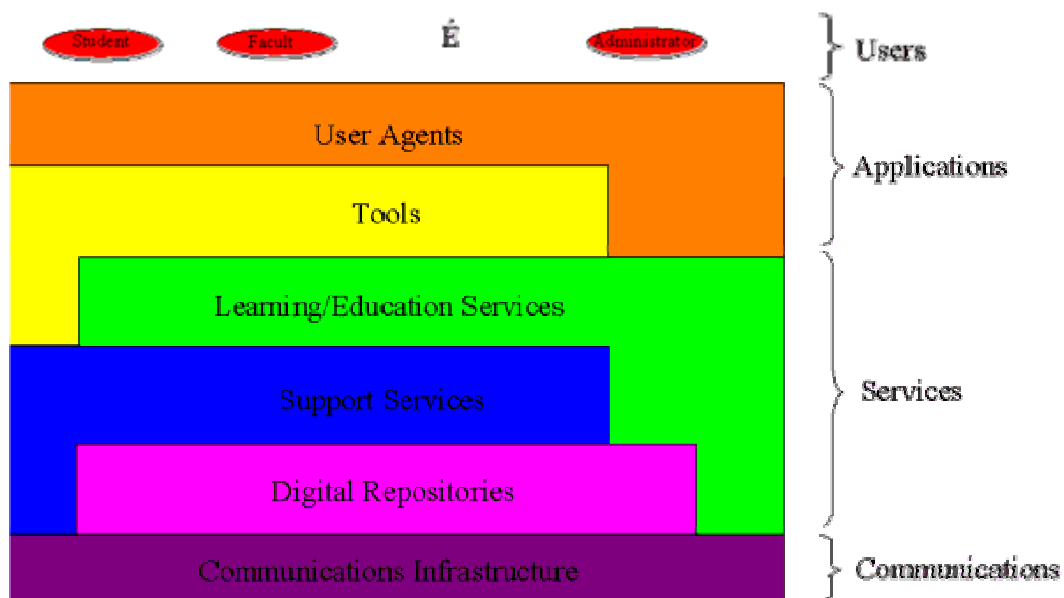 Student Facult É Administrator Users
User Agents
Applications
Tools
Learning/Education Services
Support Services
Services
Digital Repositories
Communications Infrastructure Communications